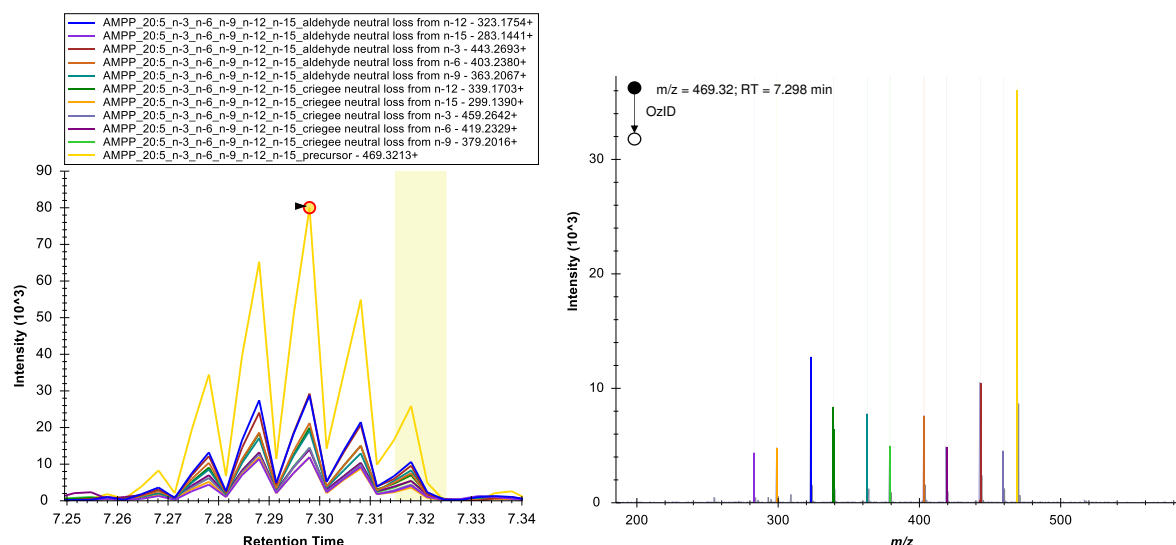 AMPP_20:5_n-3_n-6_n-9_n-12_n-15_aldehyde neutral loss from n-12 - 323.1754+
AMPP_20:5_n-3_n-6_n-9_n-12_n-15_aldehyde neutral loss from n-15 - 283.1441+
AMPP_20:5_n-3_n-6_n-9_n-12_n-15_aldehyde neutral loss from n-3 - 443.2693+
AMPP_20:5_n-3_n-6_n-9_n-12_n-15_aldehyde neutral loss from n-6 - 403.2380+
AMPP_20:5_n-3_n-6_n-9_n-12_n-15_aldehyde neutral loss from n-9 - 363.2067+
AMPP_20:5_n-3_n-6_n-9_n-12_n-15_criegee neutral loss from n-12 - 339.1703+
AMPP_20:5_n-3_n-6_n-9_n-12_n-15_criegee neutral loss from n-15 - 299.1390+
AMPP_20:5_n-3_n-6_n-9_n-12_n-15_criegee neutral loss from n-3 - 459.2642+
AMPP_20:5_n-3_n-6_n-9_n-12_n-15_criegee neutral loss from n-6 - 419.2329+
AMPP_20:5_n-3_n-6_n-9_n-12_n-15_criegee neutral loss from n-9 - 379.2016+
AMPP_20:5_n-3_n-6_n-9_n-12_n-15_precursor - 469.3213+
90
80
70
60
50
40
30
20
10
0
Intensity (10^3)
7.25 7.26 7.27 7.28 7.29 7.30 7.31 7.32 7.33 7.34
Retention Time
m/z = 469.32; RT = 7.298 min
OzID
30
20
10
0
Intensity (10^3)
200 300 400 500
m/z